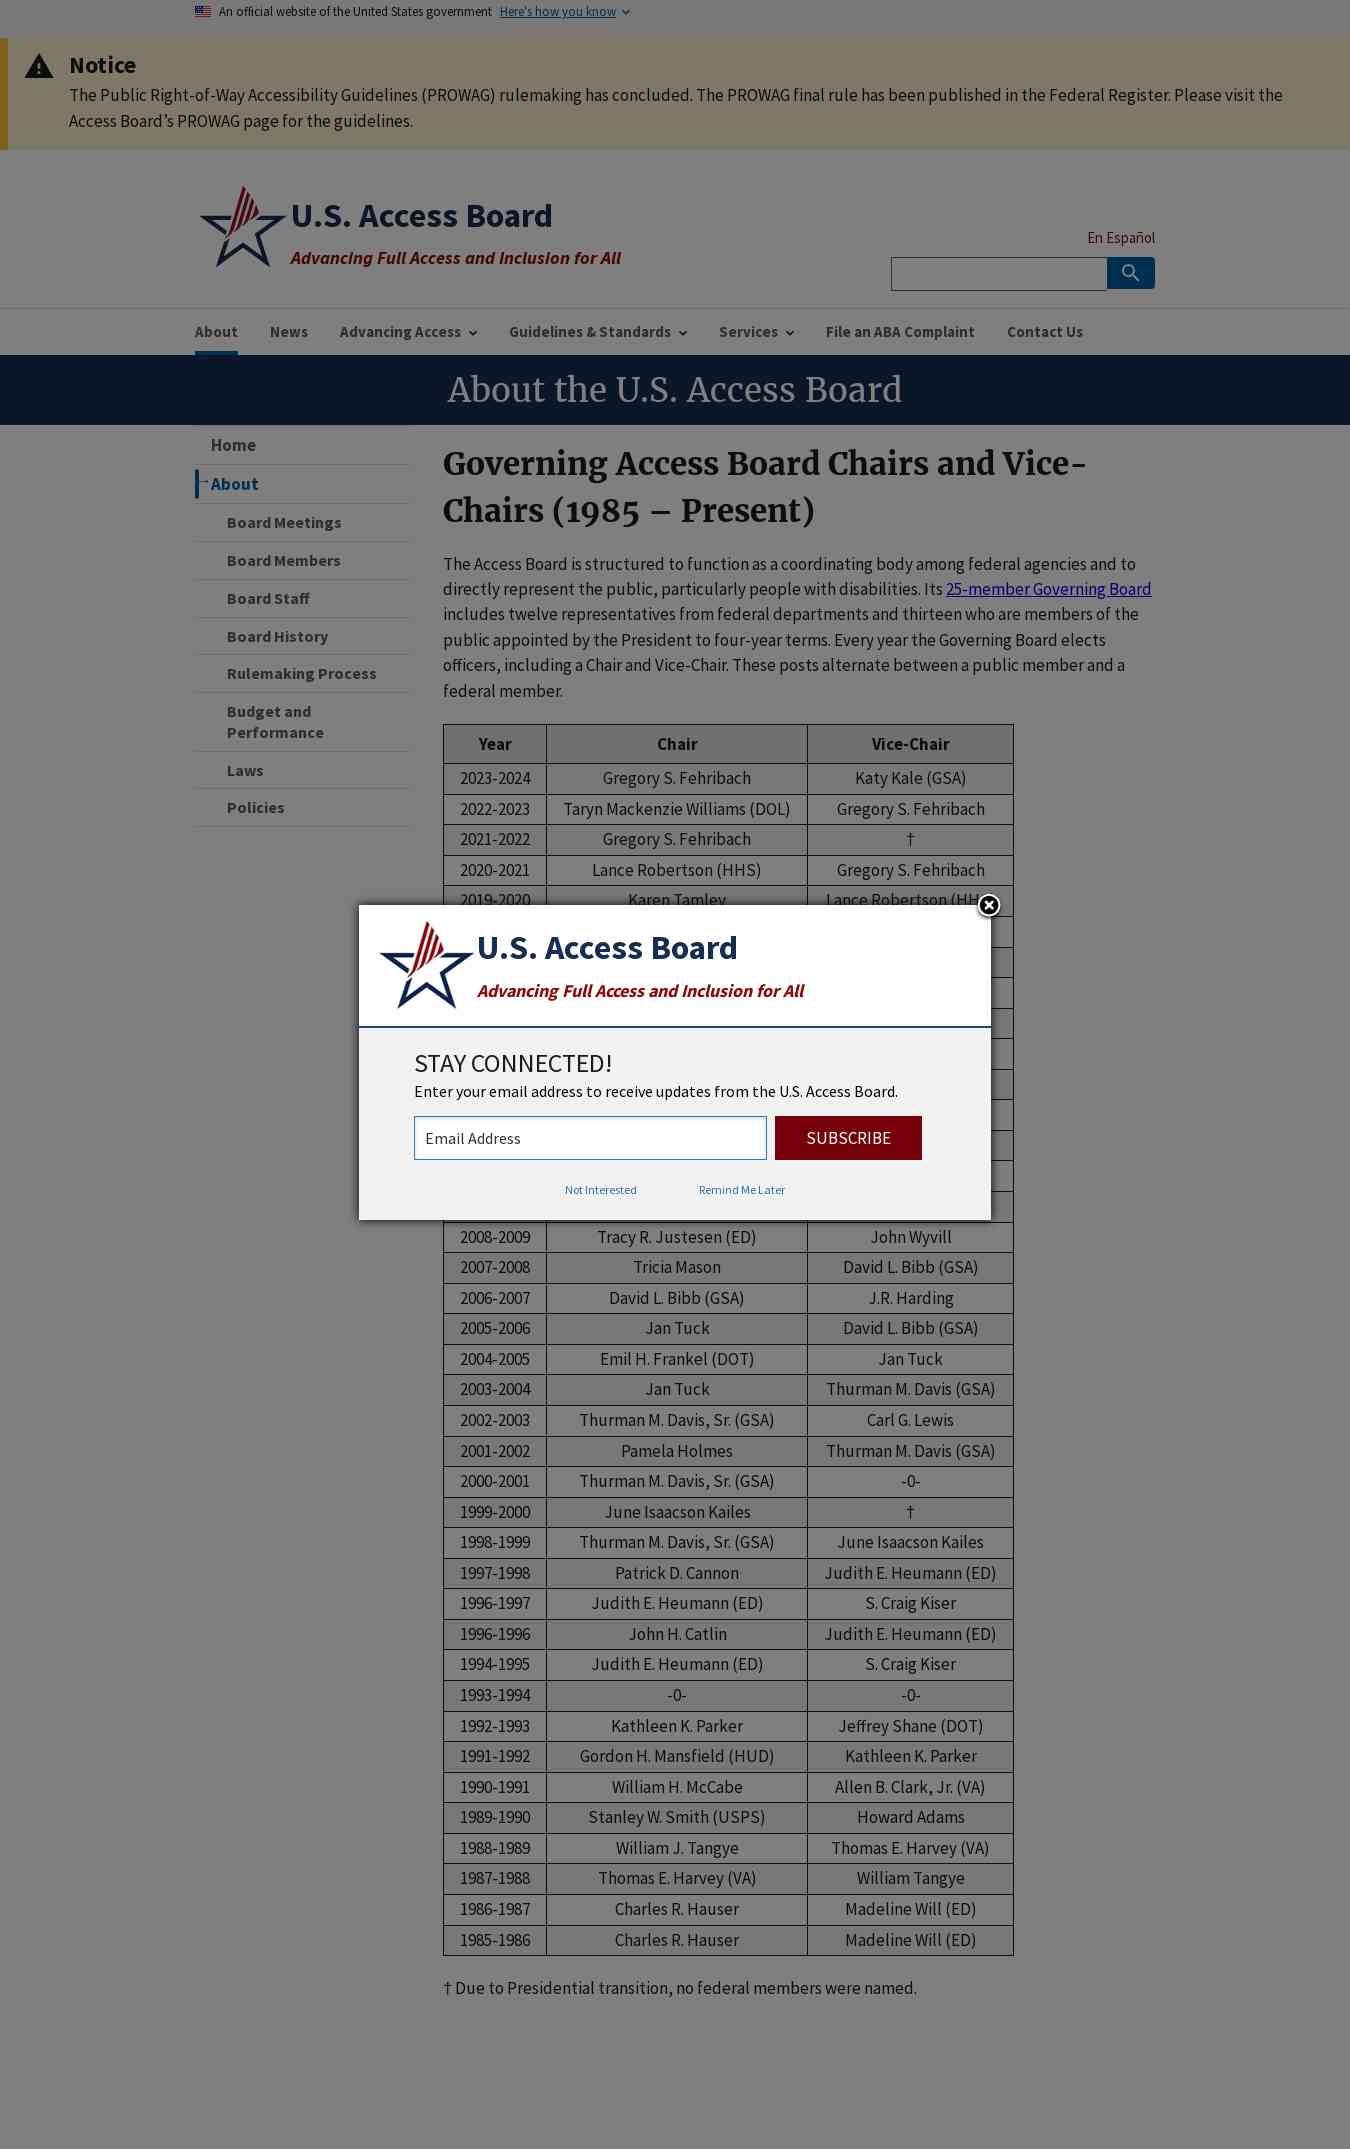 An official website of the United States government Here's how you know
Notice
The Public Right-of-Way Accessibility Guidelines (PROWAG) rulemaking has concluded. The PROWAG final rule has been published in the Federal Register. Please visit the
Access Board’s PROWAG page for the guidelines.
U.S. Access Board
Advancing Full Access and Inclusion for All
En Español
About News Advancing Access Guidelines & Standards Services File an ABA Complaint Contact Us
About the U.S. Access Board
Home
About
Board Meetings
Board Members
Board Staff
Board History
Rulemaking Process
Budget and
Performance
Laws
Policies
Governing Access Board Chairs and Vice-
Chairs (1985 – Present)
The Access Board is structured to function as a coordinating body among federal agencies and to
directly represent the public, particularly people with disabilities. Its 25-member Governing Board
includes twelve representatives from federal departments and thirteen who are members of the
public appointed by the President to four-year terms. Every year the Governing Board elects
officers, including a Chair and Vice-Chair. These posts alternate between a public member and a
federal member.
Year Chair Vice-Chair
2023-2024 Gregory S. Fehribach Katy Kale (GSA)
2022-2023 Taryn Mackenzie Williams (DOL) Gregory S. Fehribach
2021-2022 Gregory S. Fehribach †
2020-2021 Lance Robertson (HHS) Gregory S. Fehribach
2019-2020 Karen Tamley Lance Robertson (HH
U.S. Access Board
Advancing Full Access and Inclusion for All
STAY CONNECTED!
Enter your email address to receive updates from the U.S. Access Board.
Email Address SUBSCRIBE
Not Interested Remind Me Later
2008-2009 Tracy R. Justesen (ED) John Wyvill
2007-2008 Tricia Mason David L. Bibb (GSA)
2006-2007 David L. Bibb (GSA) J.R. Harding
2005-2006 Jan Tuck David L. Bibb (GSA)
2004-2005 Emil H. Frankel (DOT) Jan Tuck
2003-2004 Jan Tuck Thurman M. Davis (GSA)
2002-2003 Thurman M. Davis, Sr. (GSA) Carl G. Lewis
2001-2002 Pamela Holmes Thurman M. Davis (GSA)
2000-2001 Thurman M. Davis, Sr. (GSA) -0-
1999-2000 June Isaacson Kailes †
1998-1999 Thurman M. Davis, Sr. (GSA) June Isaacson Kailes
1997-1998 Patrick D. Cannon Judith E. Heumann (ED)
1996-1997 Judith E. Heumann (ED) S. Craig Kiser
1996-1996 John H. Catlin Judith E. Heumann (ED)
1994-1995 Judith E. Heumann (ED) S. Craig Kiser
1993-1994 -0- -0-
1992-1993 Kathleen K. Parker Jeffrey Shane (DOT)
1991-1992 Gordon H. Mansfield (HUD) Kathleen K. Parker
1990-1991 William H. McCabe Allen B. Clark, Jr. (VA)
1989-1990 Stanley W. Smith (USPS) Howard Adams
1988-1989 William J. Tangye Thomas E. Harvey (VA)
1987-1988 Thomas E. Harvey (VA) William Tangye
1986-1987 Charles R. Hauser Madeline Will (ED)
1985-1986 Charles R. Hauser Madeline Will (ED)
† Due to Presidential transition, no federal members were named.